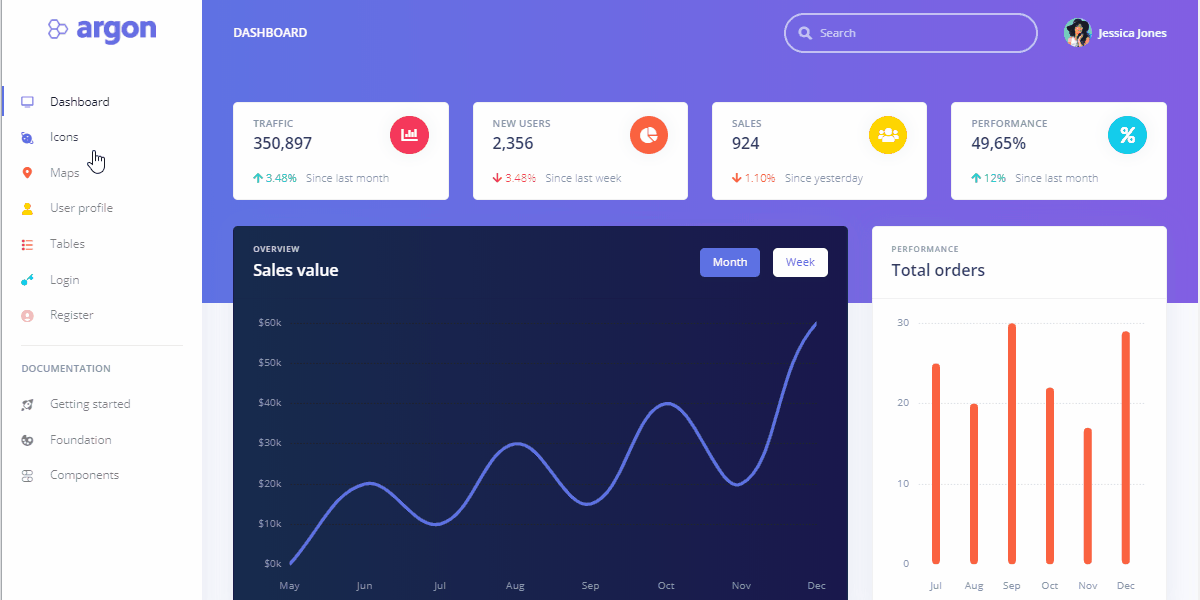 argon
Dashboard
Icons
Maps
User profile
Tables
Login
Register
DOCUMENTATION
Getting started
Foundation
Components
DASHBOARD
Search
Jessica Jones
TRAFFIC
350,897
3.48% Since last month
NEW USERS
2,356
3.48% Since last week
SALES
924
1.10% Since yesterday
PERFORMANCE
49,65%
12% Since last month
OVERVIEW
Sales value
Month
Week
$60k
$50k
$40k
$30k
$20k
$10k
$0k
May Jun Jul Aug Sep Oct Nov Dec
PERFORMANCE
Total orders
30
20
10
0
Jul Aug Sep Oct Nov Dec